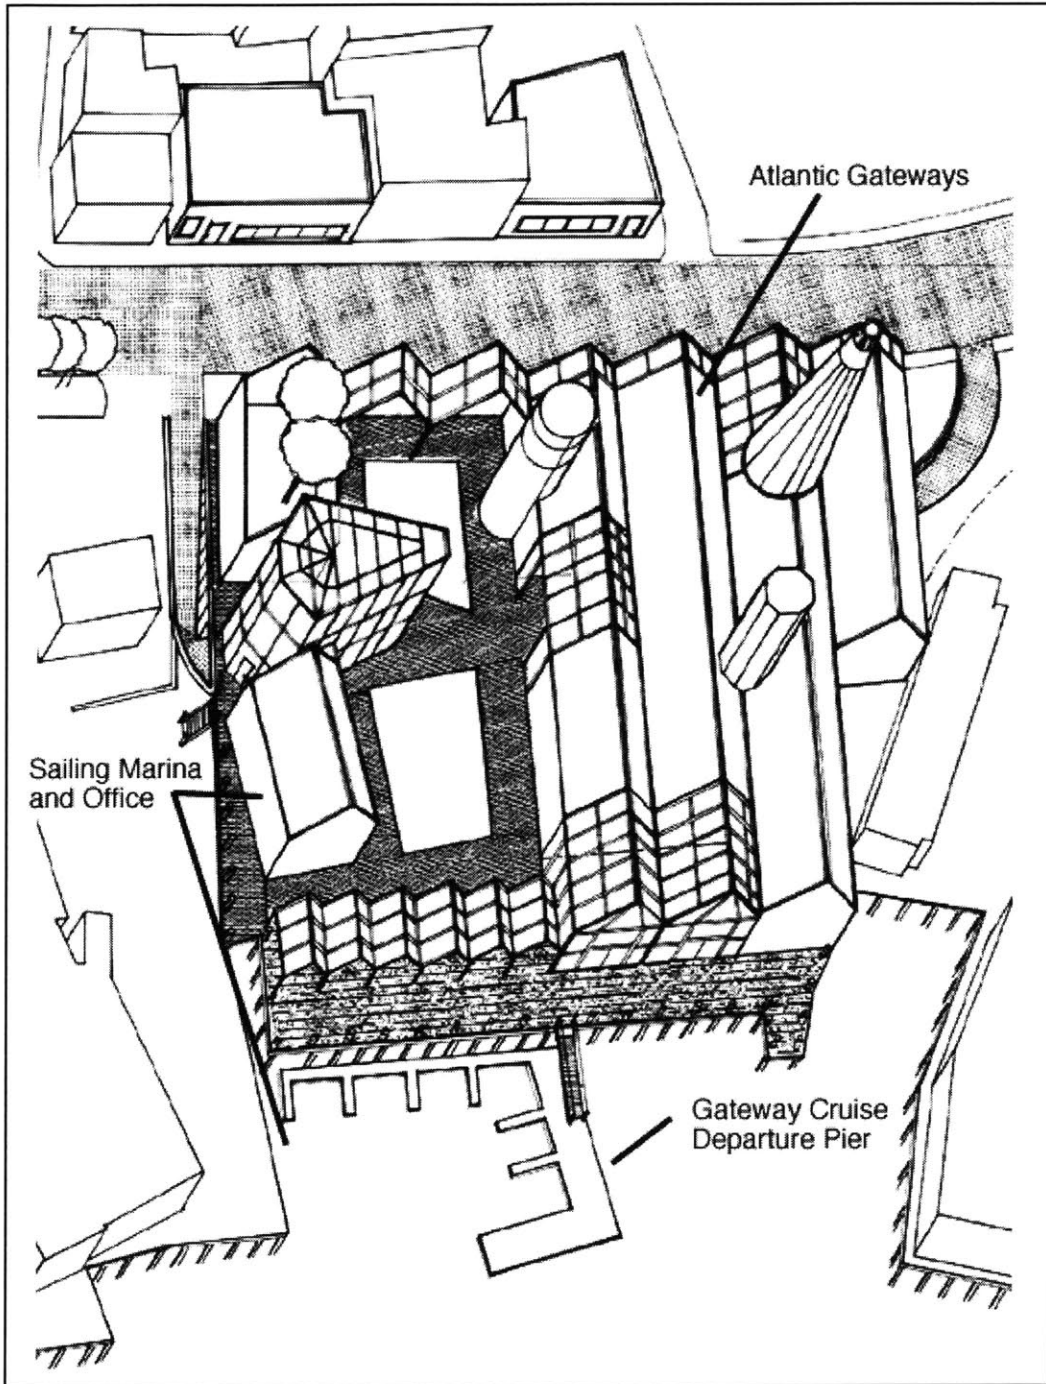 Atlantic Gateways
Sailing Marina
and Office
Gateway Cruise
Departure Pier